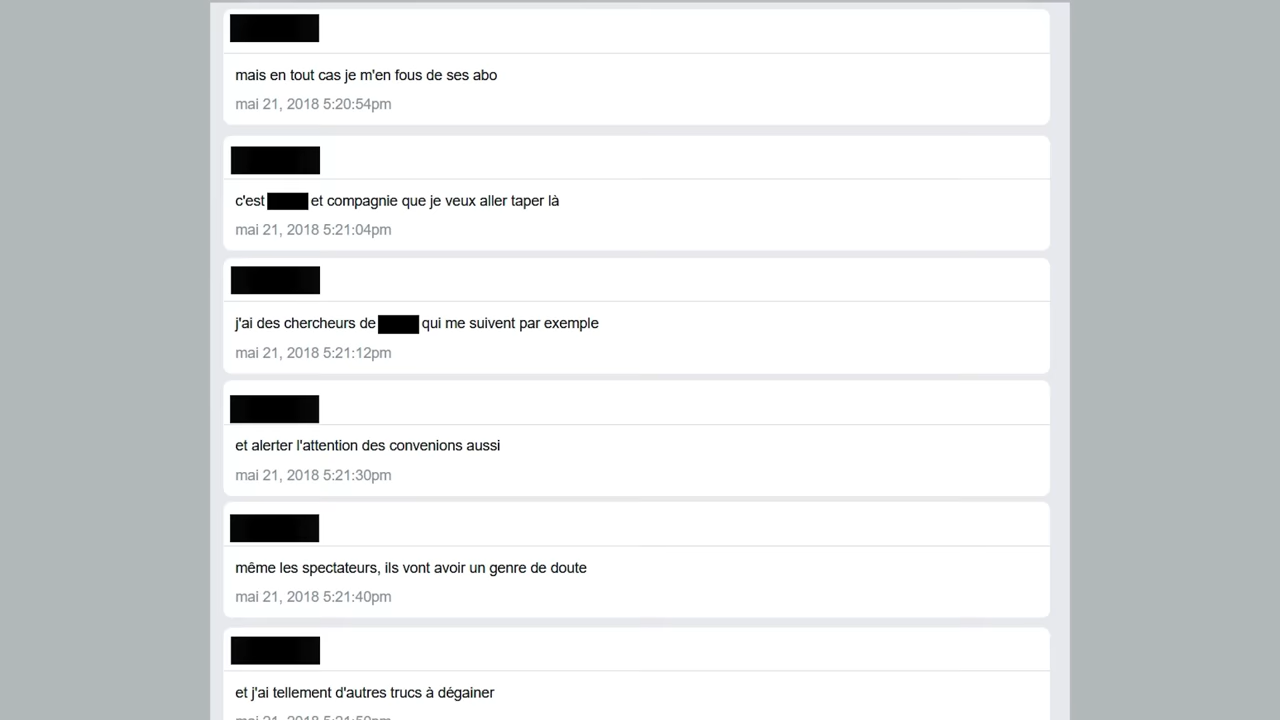 mais en tout cas je m'en fous de ses abo
mai 21, 2018 5:20:54pm
c'est et compagnie que je veux aller taper là
mai 21, 2018 5:21:04pm
j'ai des chercheurs de qui me suivent par exemple
mai 21, 2018 5:21:12pm
et alerter l'attention des convenions aussi
mai 21, 2018 5:21:30pm
même les spectateurs, ils vont avoir un genre de doute
mai 21, 2018 5:21:40pm
et j'ai tellement d'autres trucs à dégainer
mai 21, 2018